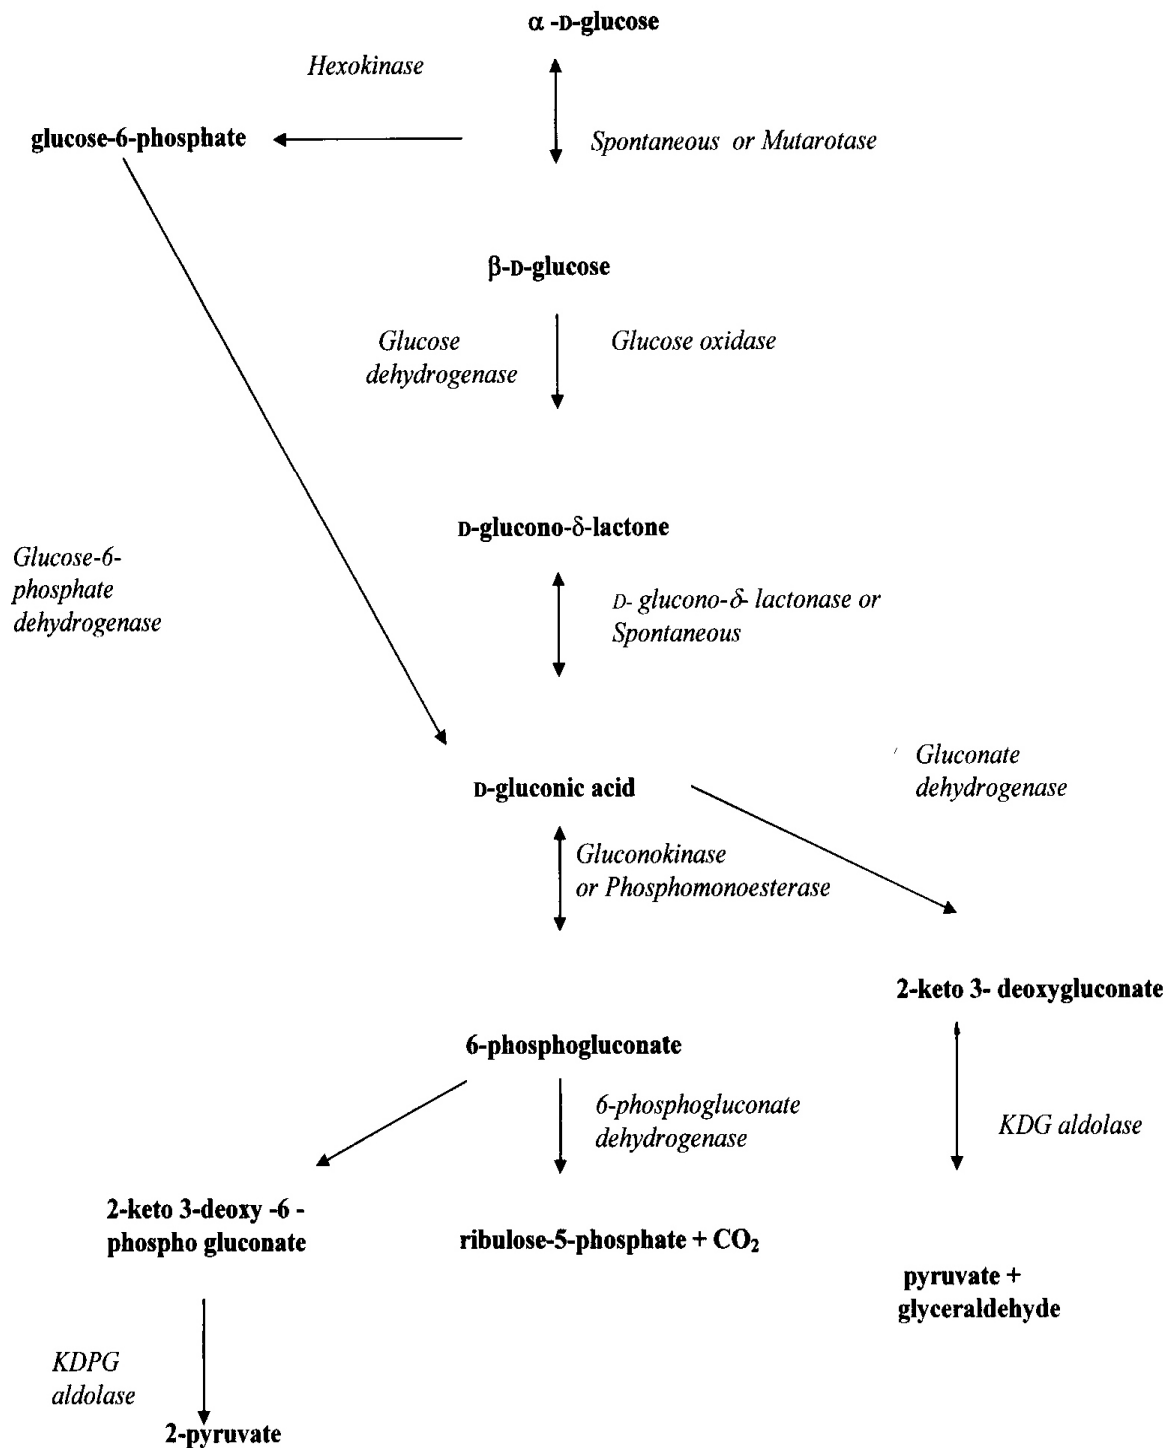 α -D-glucose
Hexokinase
glucose-6-phosphate
Spontaneous or Mutarotase
β-D-glucose
Glucose
dehydrogenase
Glucose oxidase
D-glucono-δ-lactone
Glucose-6-
phosphate
dehydrogenase
D- glucono-δ- lactonase or
Spontaneous
D-gluconic acid
Gluconate
dehydrogenase
Gluconokinase
or Phosphomonoesterase
2-keto 3- deoxygluconate
6-phosphogluconate
6-phosphogluconate
dehydrogenase
KDG aldolase
2-keto 3-deoxy -6 -
phospho gluconate
ribulose-5-phosphate + CO₂
pyruvate +
glyceraldehyde
KDPG
aldolase
2-pyruvate